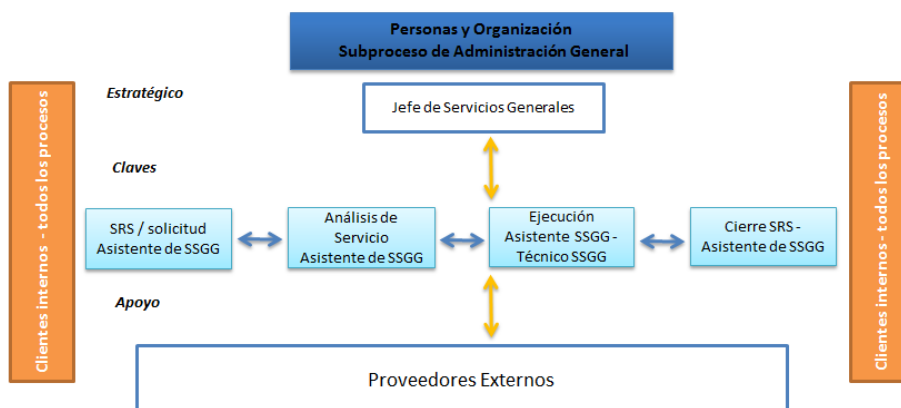 Personas y Organización
Subproceso de Administración General
Clientes internos - todos los procesos
Estratégico
Jefe de Servicios Generales
Claves
SRS / solicitud
Asistente de SSGG
Análisis de
Servicio
Asistente de SSGG
Ejecución
Asistente SSGG -
Técnico SSGG
Cierre SRS -
Asistente de SSGG
Apoyo
Proveedores Externos
Clientes internos - todos los procesos